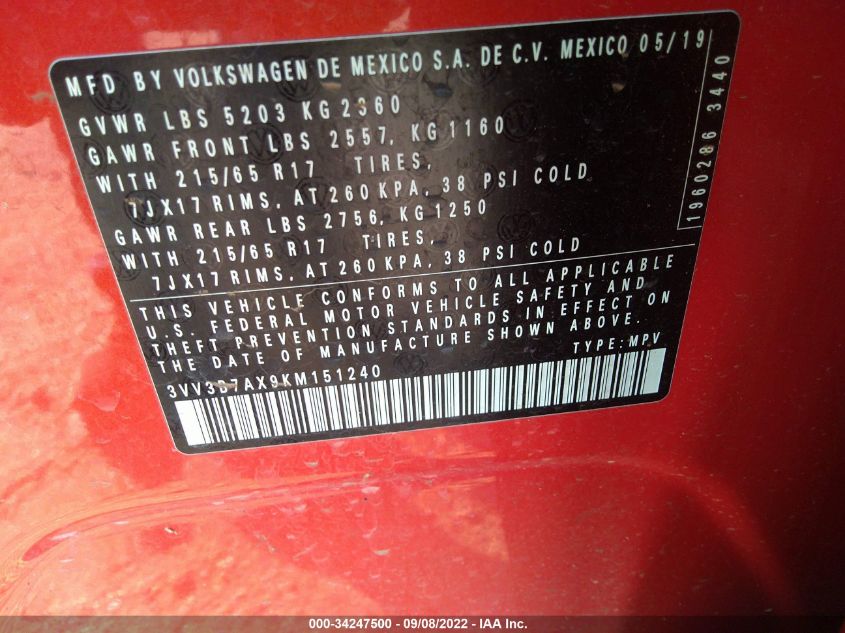 MFD BY VOLKSWAGEN DE MEXICO S.A. DE C.V. MEXICO 05/19
GVWR LBS 5203 KG 2360
GAWR FRONT LBS 2557, KG 1160
WITH 215/65 R17 TIRES,
7JX17 RIMS, AT 260 KPA, 38 PSI COLD
GAWR REAR LBS 2756, KG 1250
WITH 215/65 R17 TIRES,
7JX17 RIMS, AT 260 KPA, 38 PSI COLD
THIS VEHICLE CONFORMS TO ALL APPLICABLE
U.S. FEDERAL MOTOR VEHICLE SAFETY AND
THEFT PREVENTION STANDARDS IN EFFECT ON
THE DATE OF MANUFACTURE SHOWN ABOVE.
TYPE: MPV
3VV3B7AX9KM151240
1960286 3440
000-34247500 - 09/08/2022 - IAA Inc.